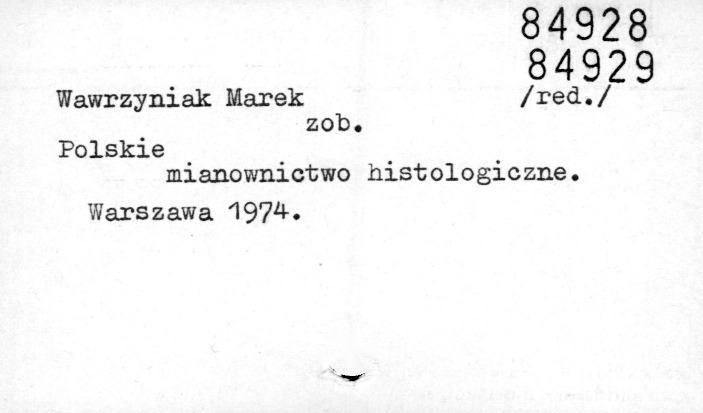 84928
84929
Wawrzyniak Marek /red./
zob.
Polskie
mianownictwo histologiczne.
Warszawa 1974.